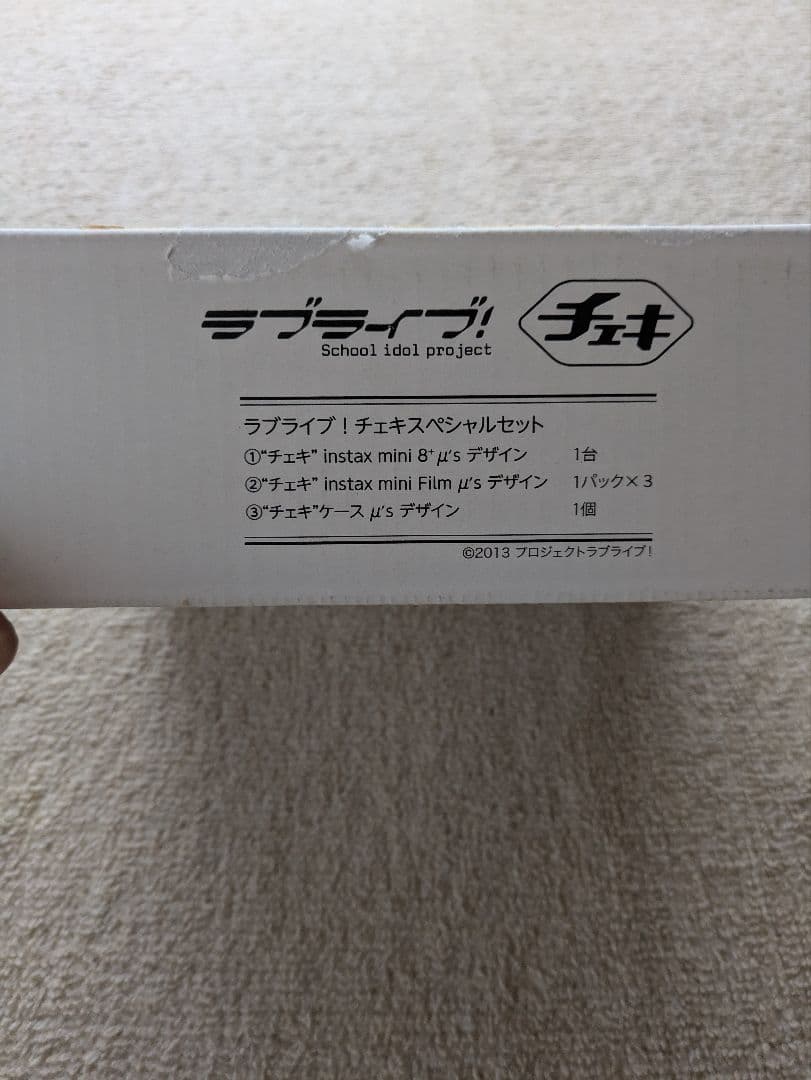 ラブライブ！ チェキ
School idol project
ラブライブ！チェキスペシャルセット
①“チェキ” instax mini 8⁺ μ's デザイン 1台
②“チェキ” instax mini Film μ's デザイン 1パック×3
③“チェキ”ケース μ's デザイン 1個
©2013 プロジェクトラブライブ！